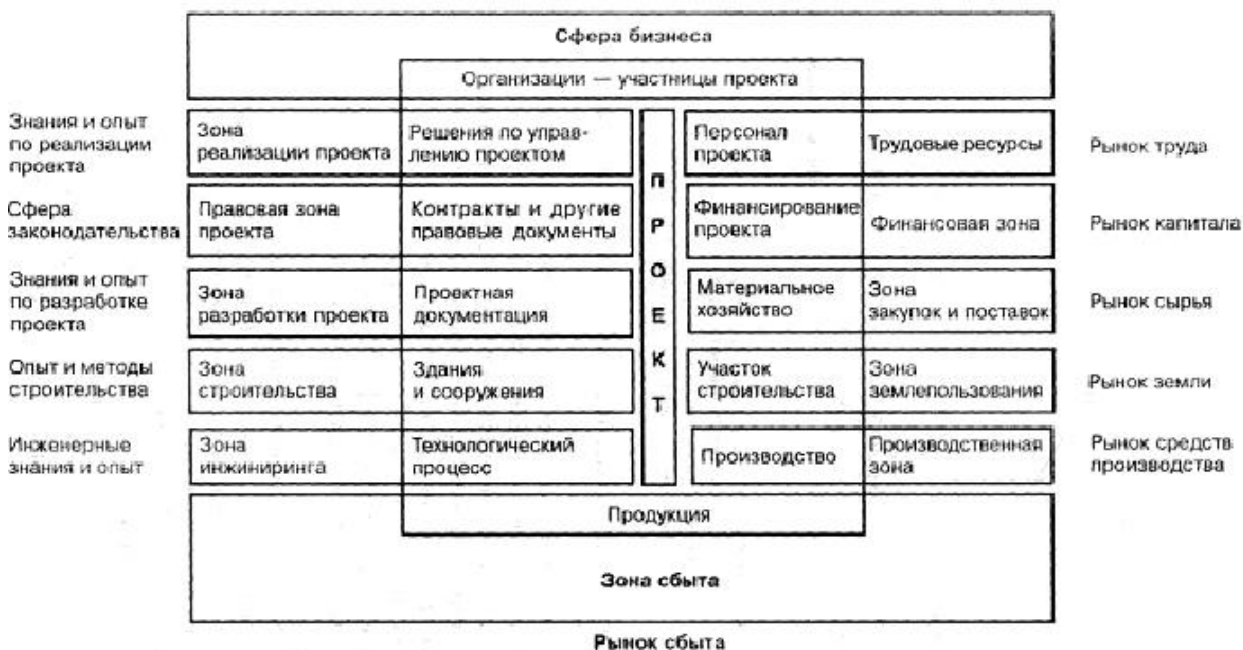 Сфера бизнеса
Организации — участницы проекта
Знания и опыт
по реализации
проекта
Зона
реализации проекта
Решения по управ-
лению проектом
Персонал
проекта
Трудовые ресурсы
Рынок труда
Сфера
законодательства
Правовая зона
проекта
Контракты и другие
правовые документы
Финансирование
проекта
Финансовая зона
Рынок капитала
Знания и опыт
по разработке
проекта
Зона
разработки проекта
Проектная
документация
Материальное
хозяйство
Зона
закупок и поставок
Рынок сырья
Опыт и методы
строительства
Зона
строительства
Здания
и сооружения
Участок
строительства
Зона
землепользования
Рынок земли
Инженерные
знания и опыт
Зона
инжиниринга
Технологический
процесс
Производство
Производственная
зона
Рынок средств
производства
П
Р
О
Е
К
Т
Продукция
Зона сбыта
Рынок сбыта